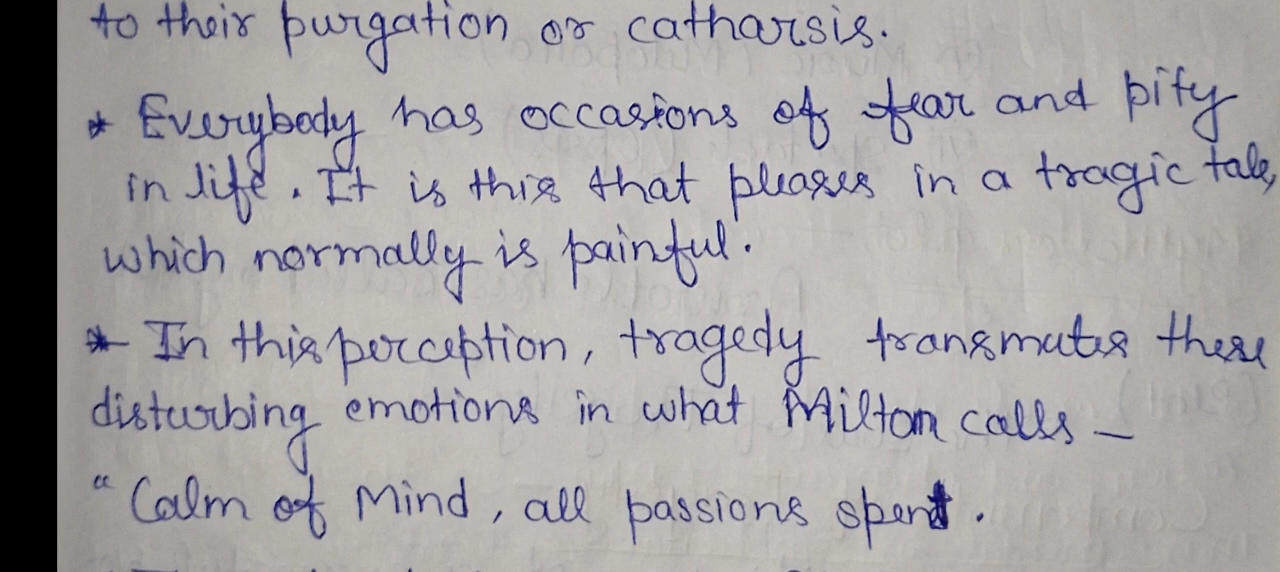 to their purgation or catharsis.
* Everybody has occasions of fear and pity
in life. It is this that pleases in a tragic tale,
which normally is painful.
* In this perception, tragedy transmutes these
disturbing emotions in what Milton calls –
"Calm of Mind, all passions spent.